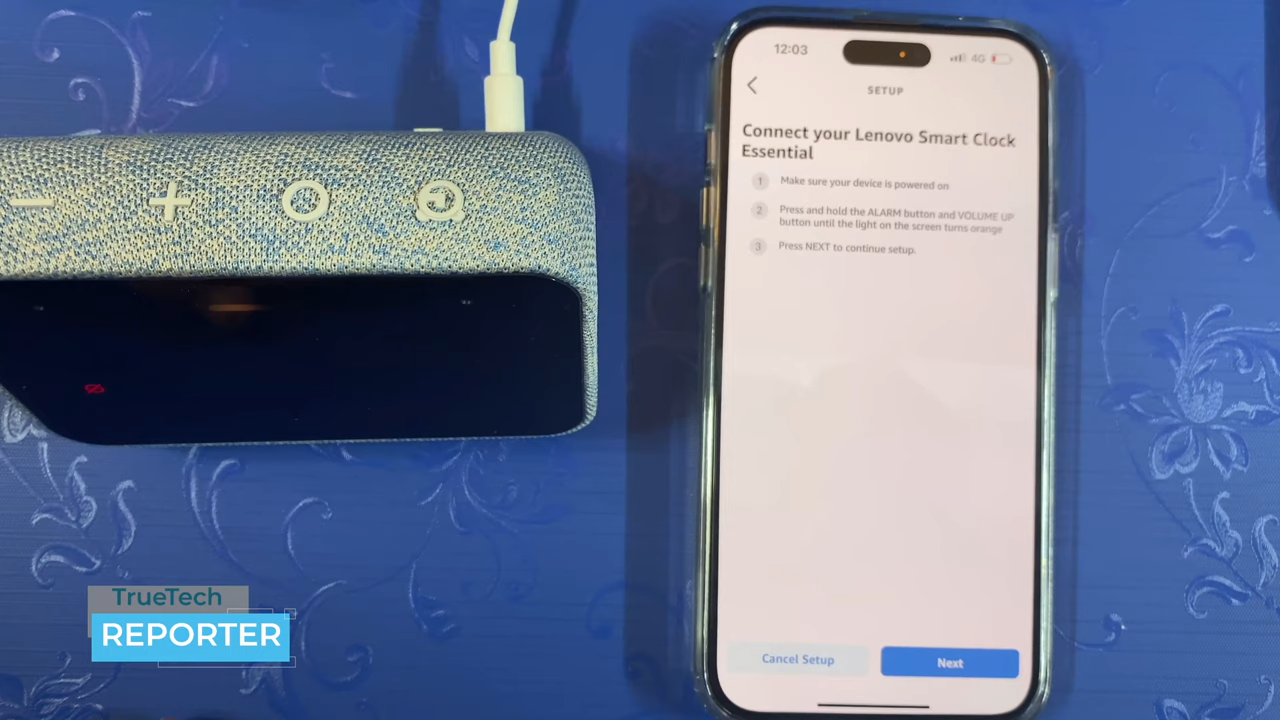 12:03
4G
SETUP
Connect your Lenovo Smart Clock
Essential
1 Make sure your device is powered on
2 Press and hold the ALARM button and VOLUME UP
button until the light on the screen turns orange
3 Press NEXT to continue setup.
Cancel Setup
Next
TrueTech
REPORTER